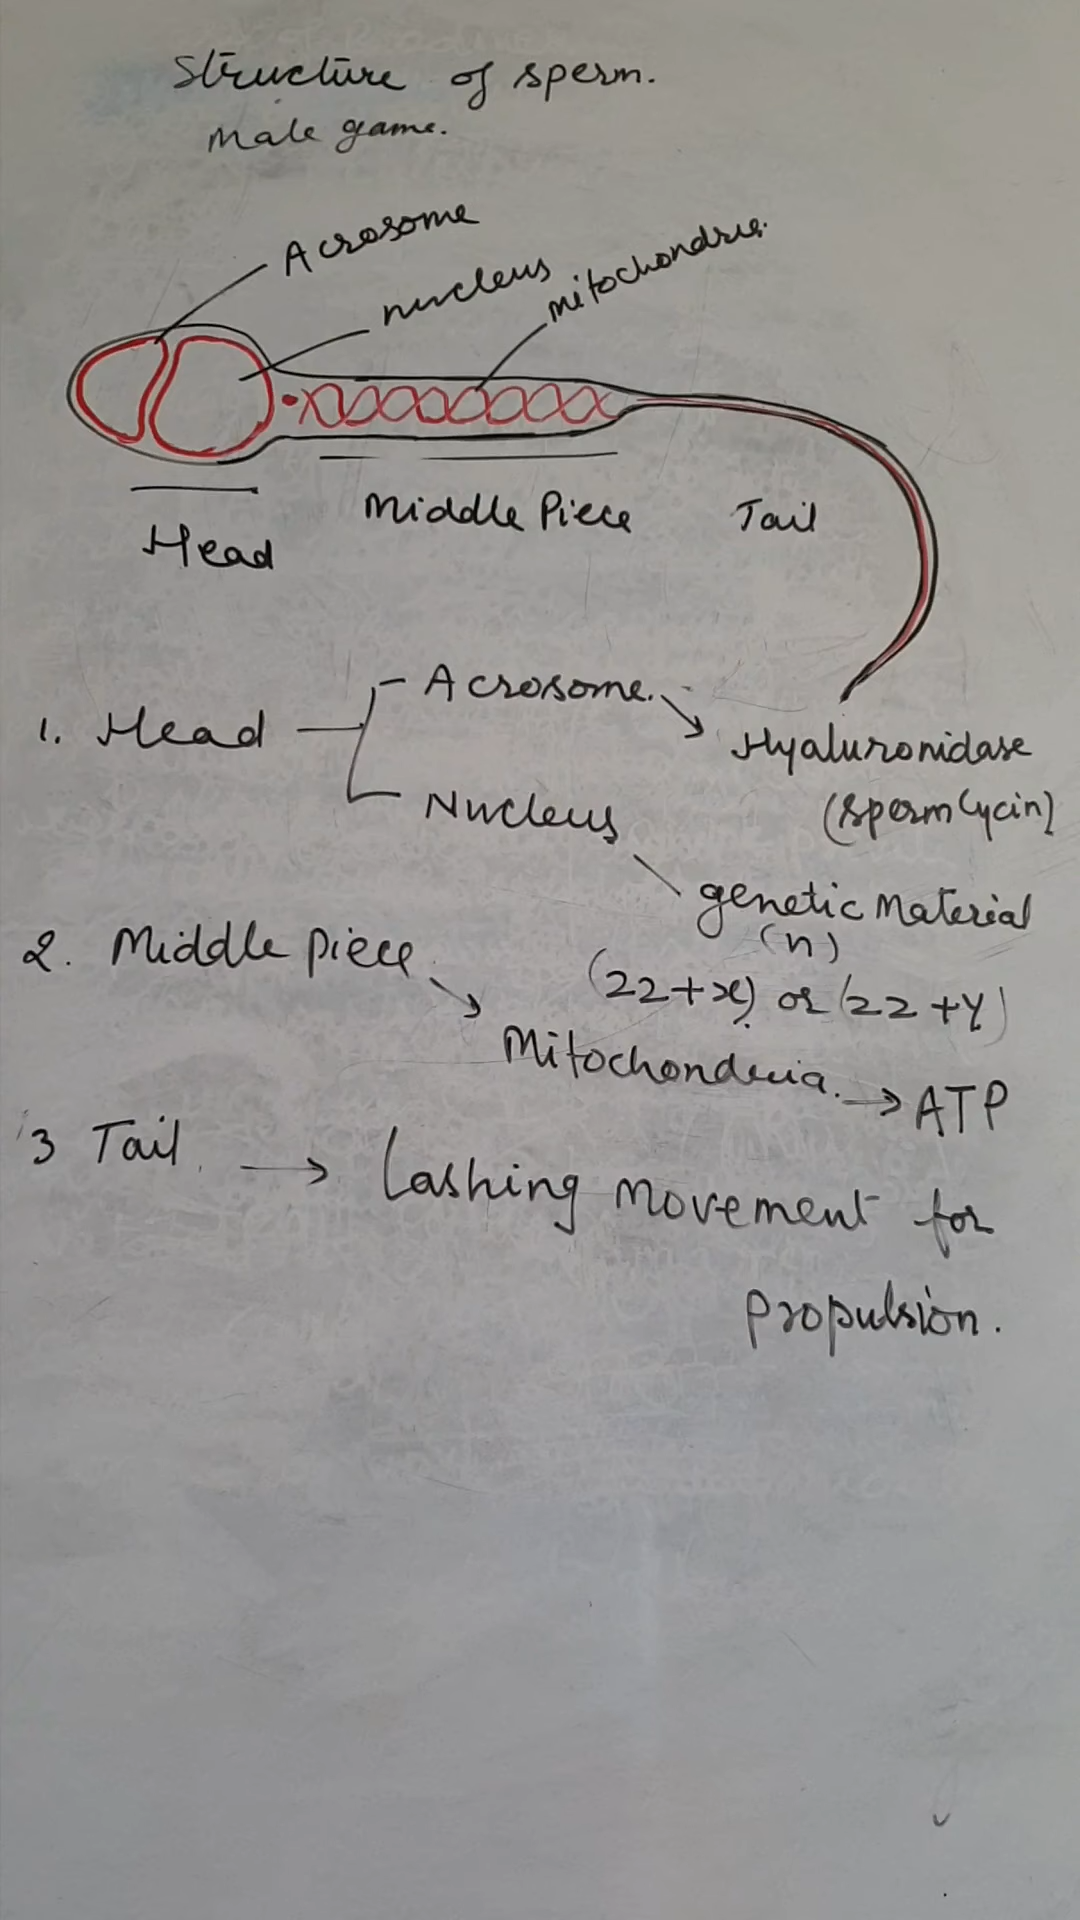 Structure of sperm.
Male game.
Acrosome
nucleus
mitochondria
Head
Middle Piece
Tail
1. Head
- Acrosome.
Hyaluronidase
(sperm lycin)
Nucleus
genetic Material
(n)
(22+x) or (22+Y)
2. Middle piece
Mitochondria. → ATP
3 Tail. → Lashing movement for
propulsion.